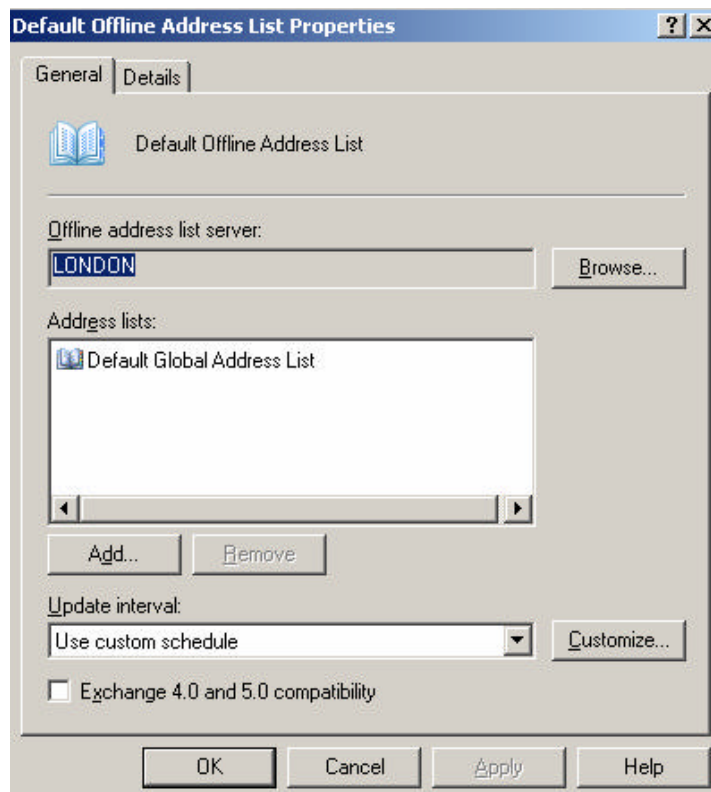 Default Offline Address List Properties
?
General
Details
Default Offline Address List
Offline address list server:
LONDON
Browse...
Address lists:
Default Global Address List
Add...
Remove
Update interval:
Use custom schedule
Customize...
Exchange 4.0 and 5.0 compatibility
OK
Cancel
Apply
Help